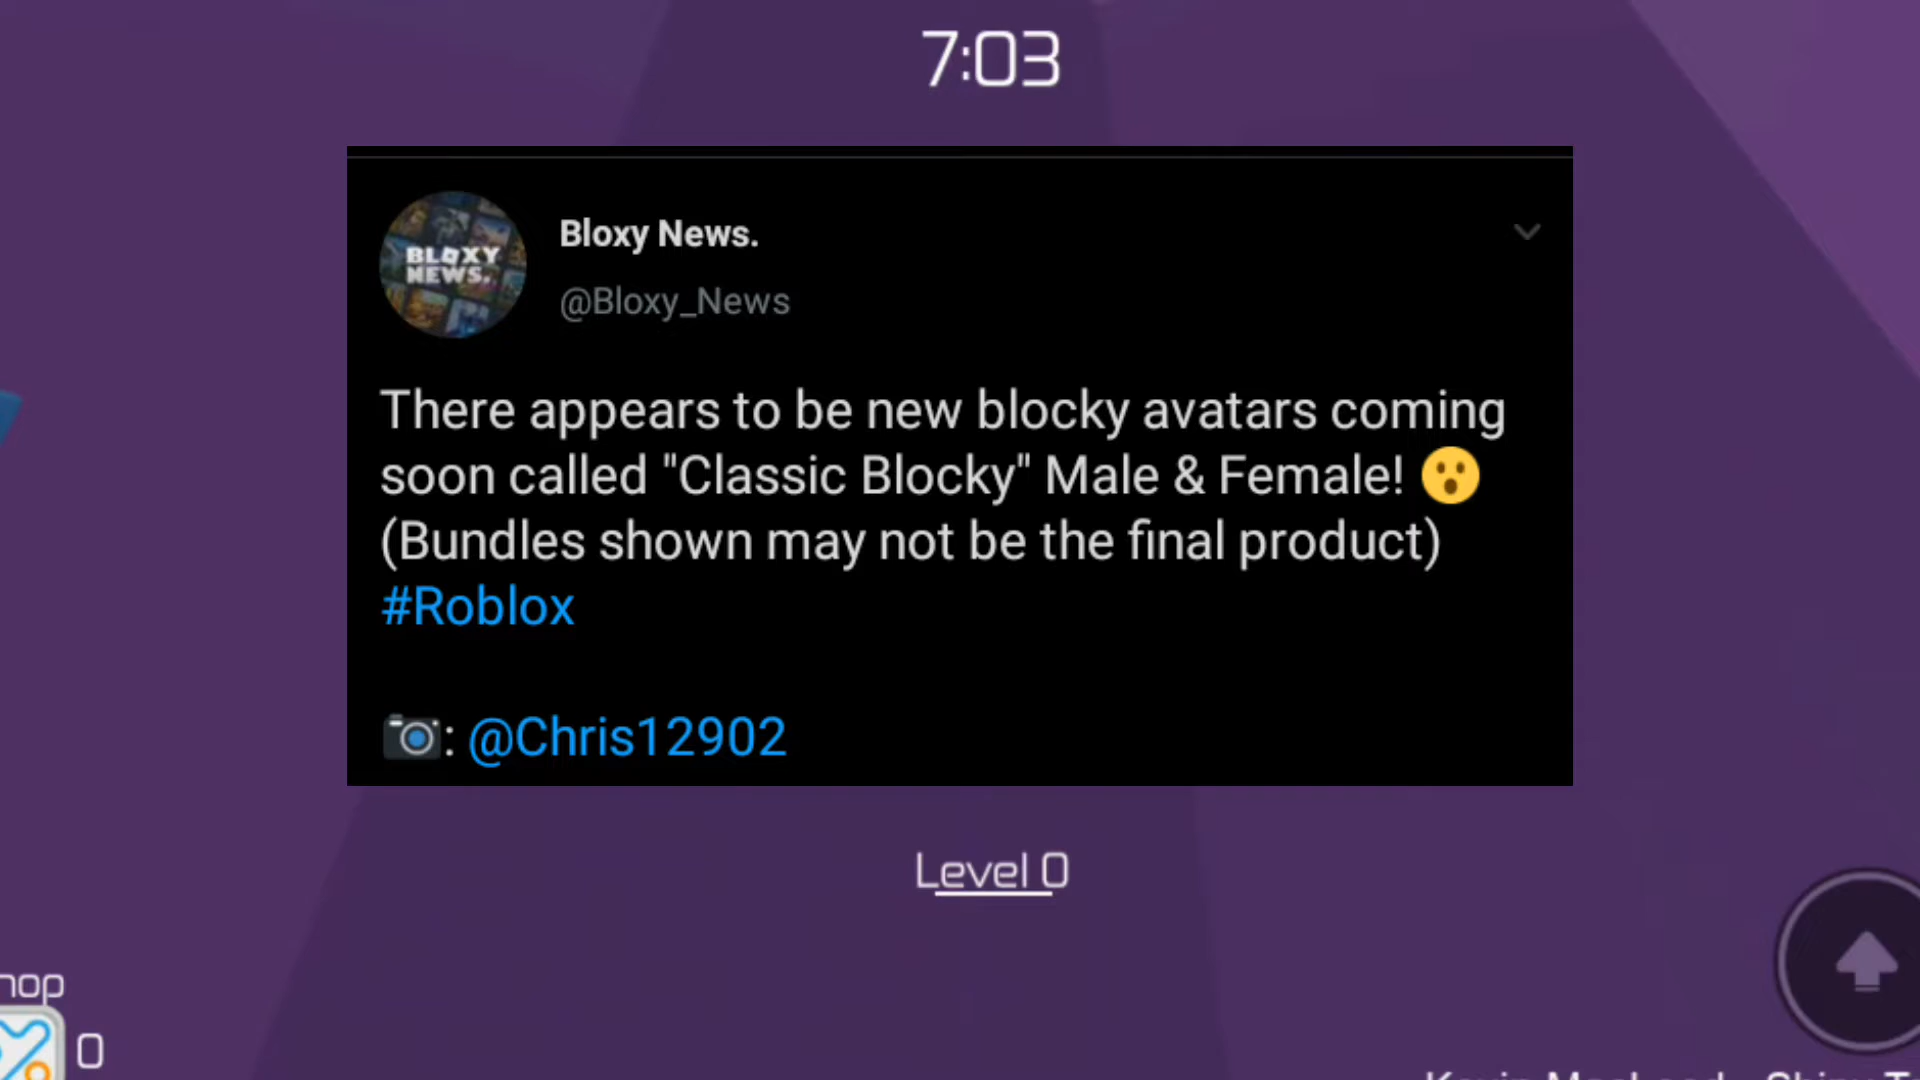 7:03
BLOXY
NEWS.
Bloxy News.
@Bloxy_News
There appears to be new blocky avatars coming
soon called "Classic Blocky" Male & Female! 😮
(Bundles shown may not be the final product)
#Roblox
📷: @Chris12902
Level 0
hop
0